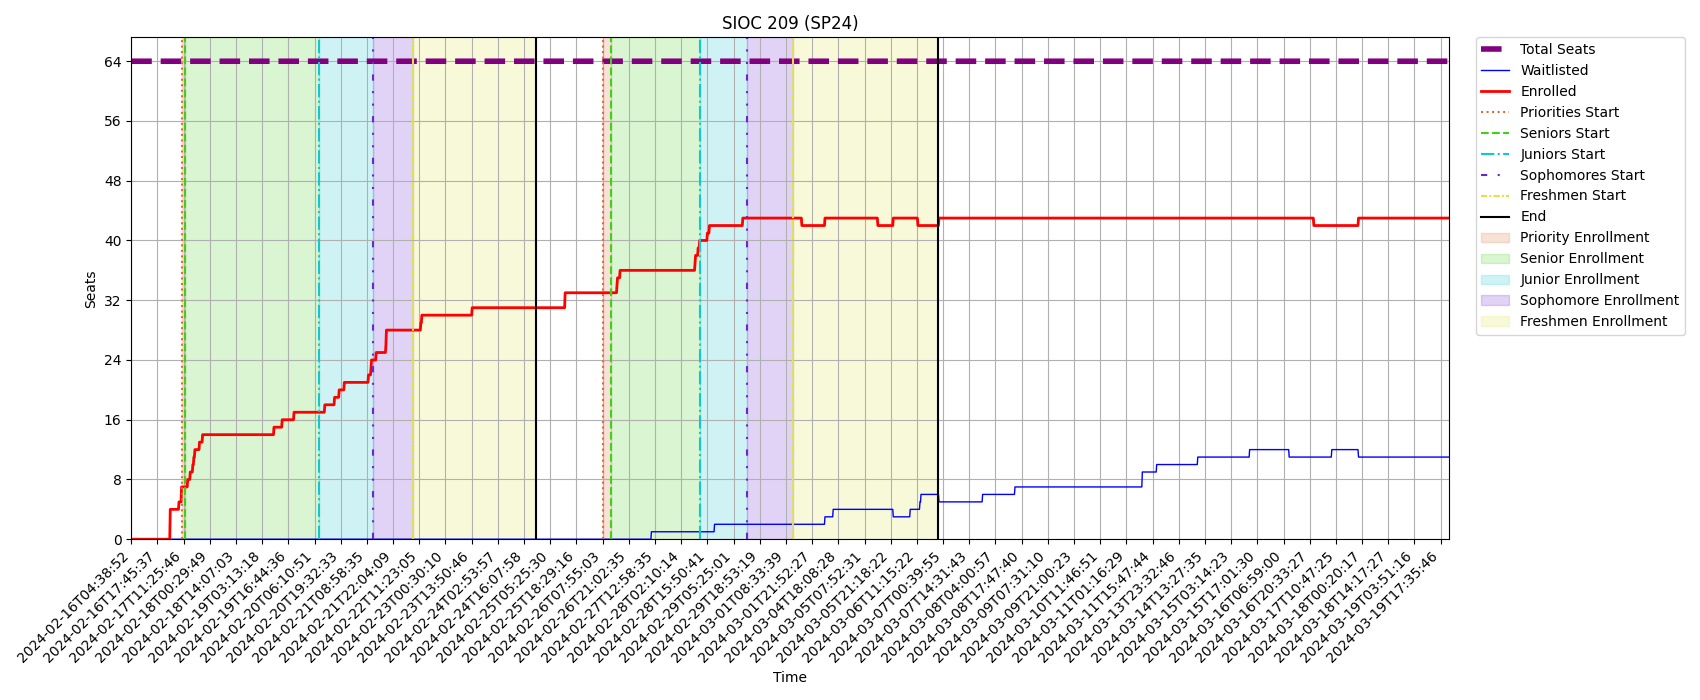 SIOC 209 (SP24)
Seats
64
56
48
40
32
24
16
8
0
2024-02-16T04:38:52
2024-02-16T17:45:37
2024-02-17T11:25:46
2024-02-18T00:29:49
2024-02-18T14:07:03
2024-02-19T03:13:18
2024-02-19T16:44:36
2024-02-20T06:10:51
2024-02-20T19:32:33
2024-02-21T08:58:35
2024-02-21T22:04:09
2024-02-22T11:23:05
2024-02-23T00:30:10
2024-02-23T13:50:46
2024-02-24T02:53:57
2024-02-24T16:07:58
2024-02-25T05:25:30
2024-02-25T18:29:16
2024-02-26T07:55:03
2024-02-26T21:02:35
2024-02-27T12:58:35
2024-02-28T02:10:14
2024-02-28T15:50:41
2024-02-29T05:25:01
2024-02-29T18:53:19
2024-03-01T08:33:39
2024-03-01T21:52:27
2024-03-04T18:08:28
2024-03-05T07:52:31
2024-03-05T21:18:22
2024-03-06T11:15:22
2024-03-07T00:39:55
2024-03-07T14:31:43
2024-03-08T04:00:57
2024-03-08T17:47:40
2024-03-09T07:31:10
2024-03-09T21:00:23
2024-03-10T11:46:51
2024-03-11T01:16:29
2024-03-11T15:47:44
2024-03-13T23:32:46
2024-03-14T13:27:35
2024-03-15T03:14:23
2024-03-15T17:01:30
2024-03-16T06:59:00
2024-03-16T20:33:27
2024-03-17T10:47:25
2024-03-18T00:20:17
2024-03-18T14:17:27
2024-03-19T03:51:16
2024-03-19T17:35:46
Time
Total Seats
Waitlisted
Enrolled
Priorities Start
Seniors Start
Juniors Start
Sophomores Start
Freshmen Start
End
Priority Enrollment
Senior Enrollment
Junior Enrollment
Sophomore Enrollment
Freshmen Enrollment